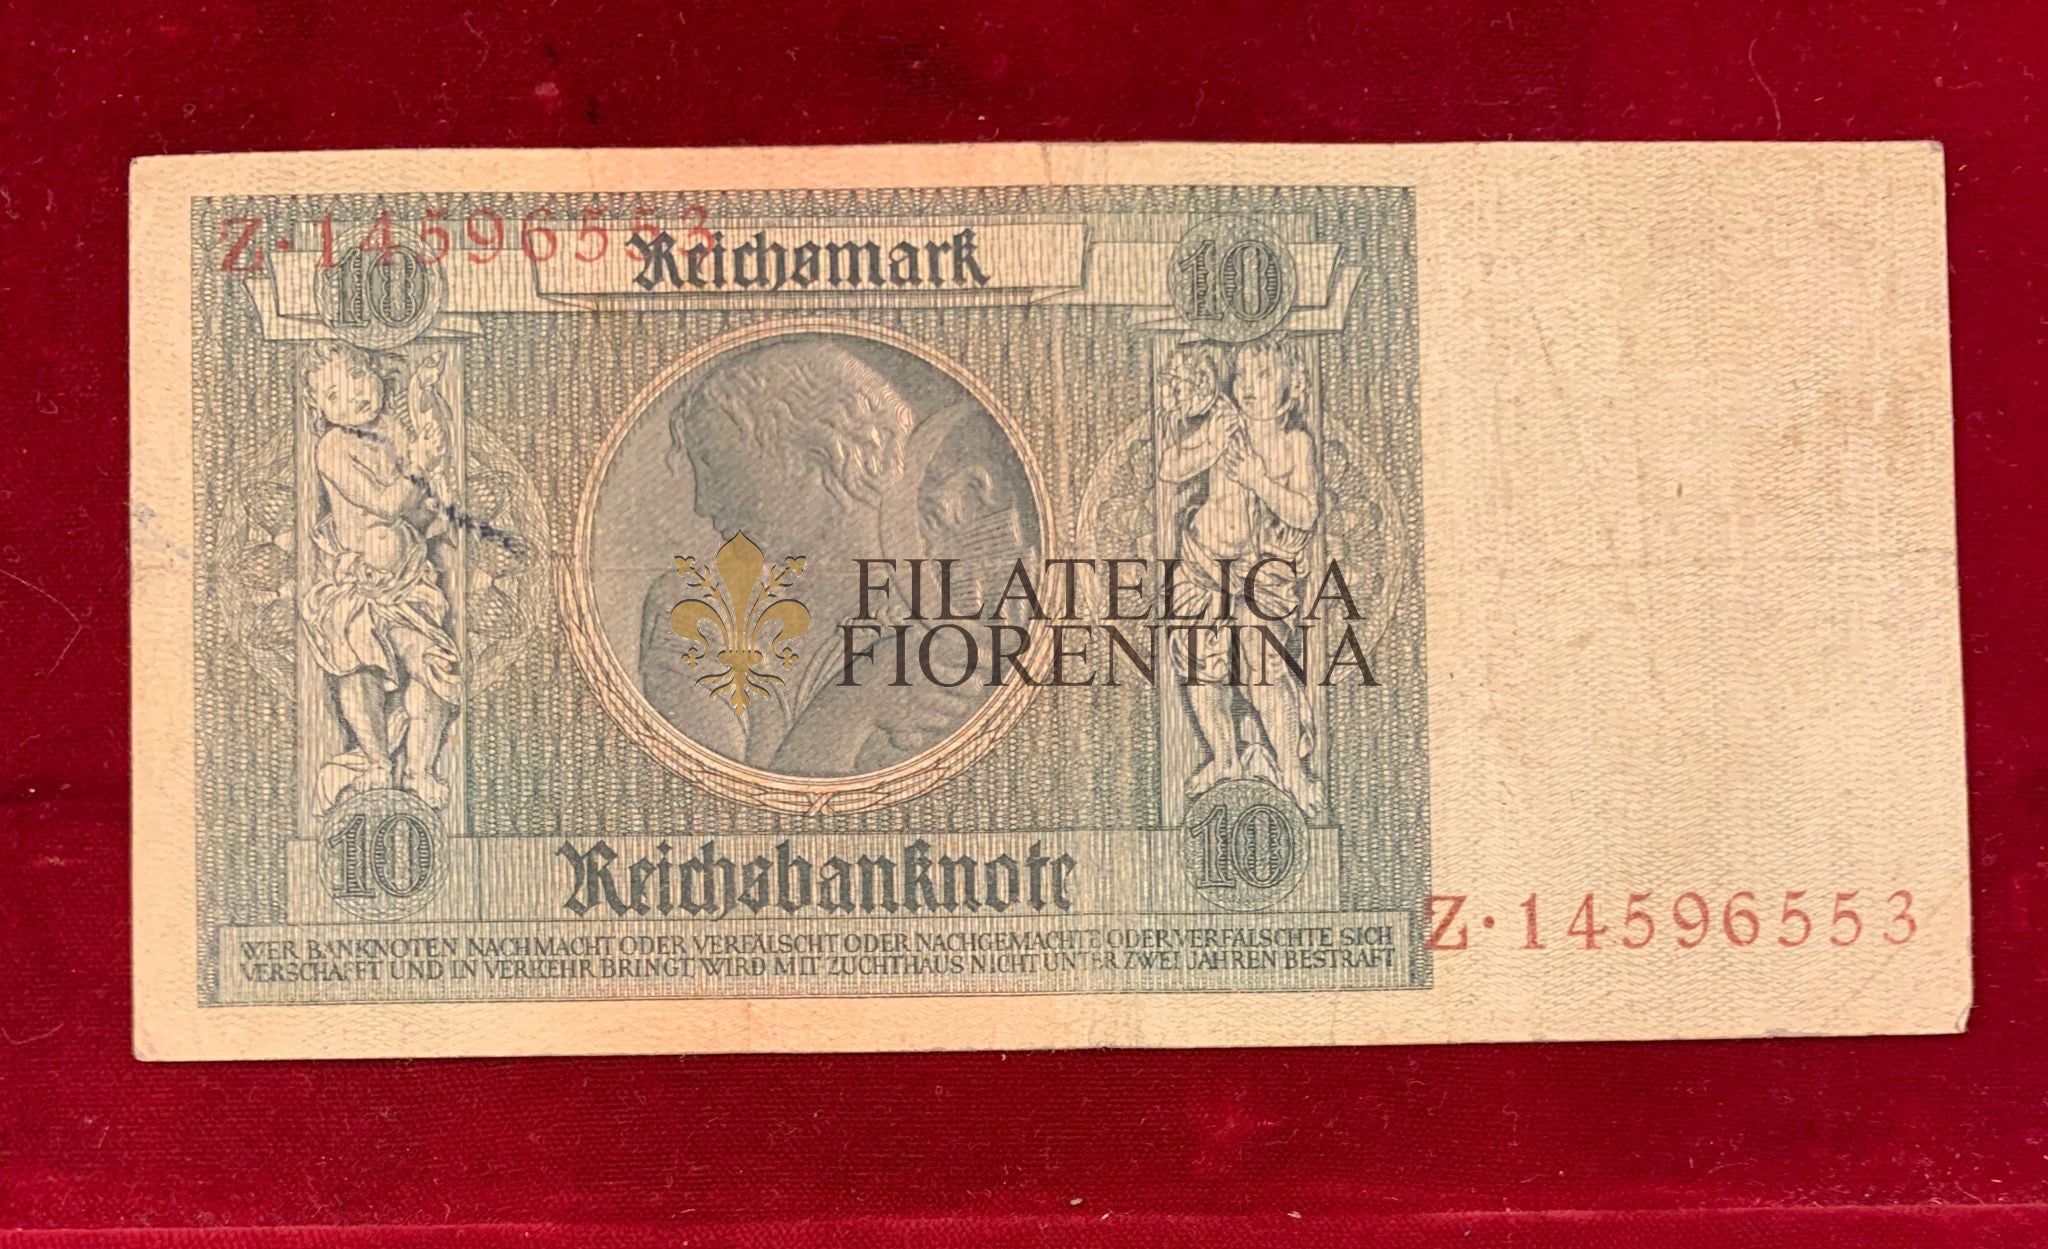 Z·14596553
10 Reichsmark 10
FILATELICA
FIORENTINA
10 Reichsbanknote 10
Z·14596553
WER BANKNOTEN NACHMACHT ODER VERFÄLSCHT ODER NACHGEMACHTE ODER VERFÄLSCHTE SICH
VERSCHAFFT UND IN VERKEHR BRINGT, WIRD MIT ZUCHTHAUS NICHT UNTER ZWEI JAHREN BESTRAFT